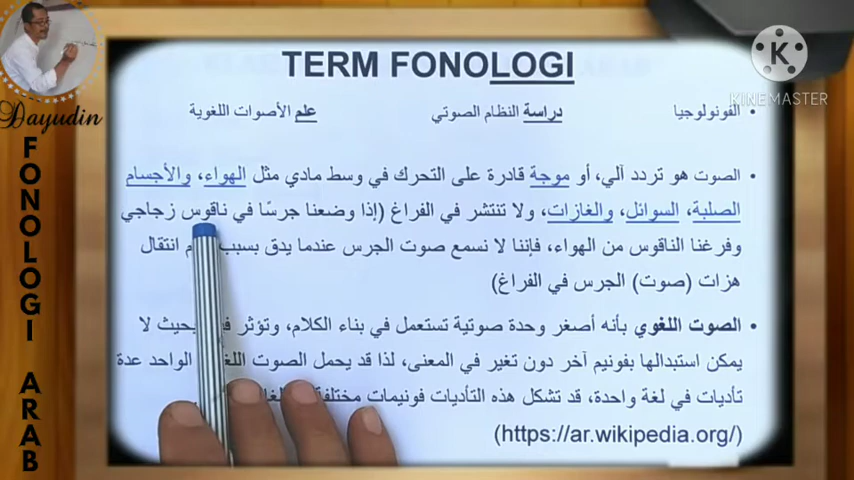 TERM FONOLOGI
KINEMASTER
Dayudin
FONOLOGI ARAB
• الفونولوجيا دراسة النظام الصوتي علم الأصوات اللغوية
• الصوت هو تردد آلي، أو موجة قادرة على التحرك في وسط مادي مثل الهواء، والأجسام
الصلبة، السوائل، والغازات، ولا تنتشر في الفراغ (إذا وضعنا جرسًا في ناقوس زجاجي
وفرغنا الناقوس من الهواء، فإننا لا نسمع صوت الجرس عندما يدق بسبب انتقال
هزات (صوت) الجرس في الفراغ)
• الصوت اللغوي بأنه أصغر وحدة صوتية تستعمل في بناء الكلام، وتؤثر بحيث لا
يمكن استبدالها بفونيم آخر دون تغير في المعنى، لذا قد يحمل الصوت الواحد عدة
تأديات في لغة واحدة، قد تشكل هذه التأديات فونيمات مختلفة
(https://ar.wikipedia.org/)